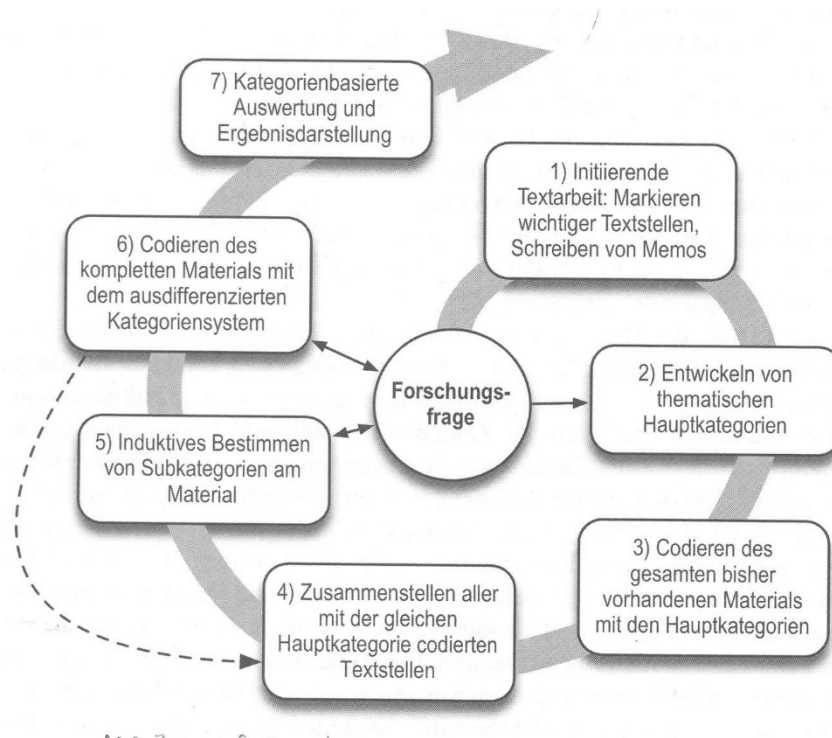 7) Kategorienbasierte
Auswertung und
Ergebnisdarstellung
1) Initiierende
Textarbeit: Markieren
wichtiger Textstellen,
Schreiben von Memos
6) Codieren des
kompletten Materials mit
dem ausdifferenzierten
Kategoriensystem
Forschungs-
frage
2) Entwickeln von
thematischen
Hauptkategorien
5) Induktives Bestimmen
von Subkategorien am
Material
3) Codieren des
gesamten bisher
vorhandenen Materials
mit den Hauptkategorien
4) Zusammenstellen aller
mit der gleichen
Hauptkategorie codierten
Textstellen